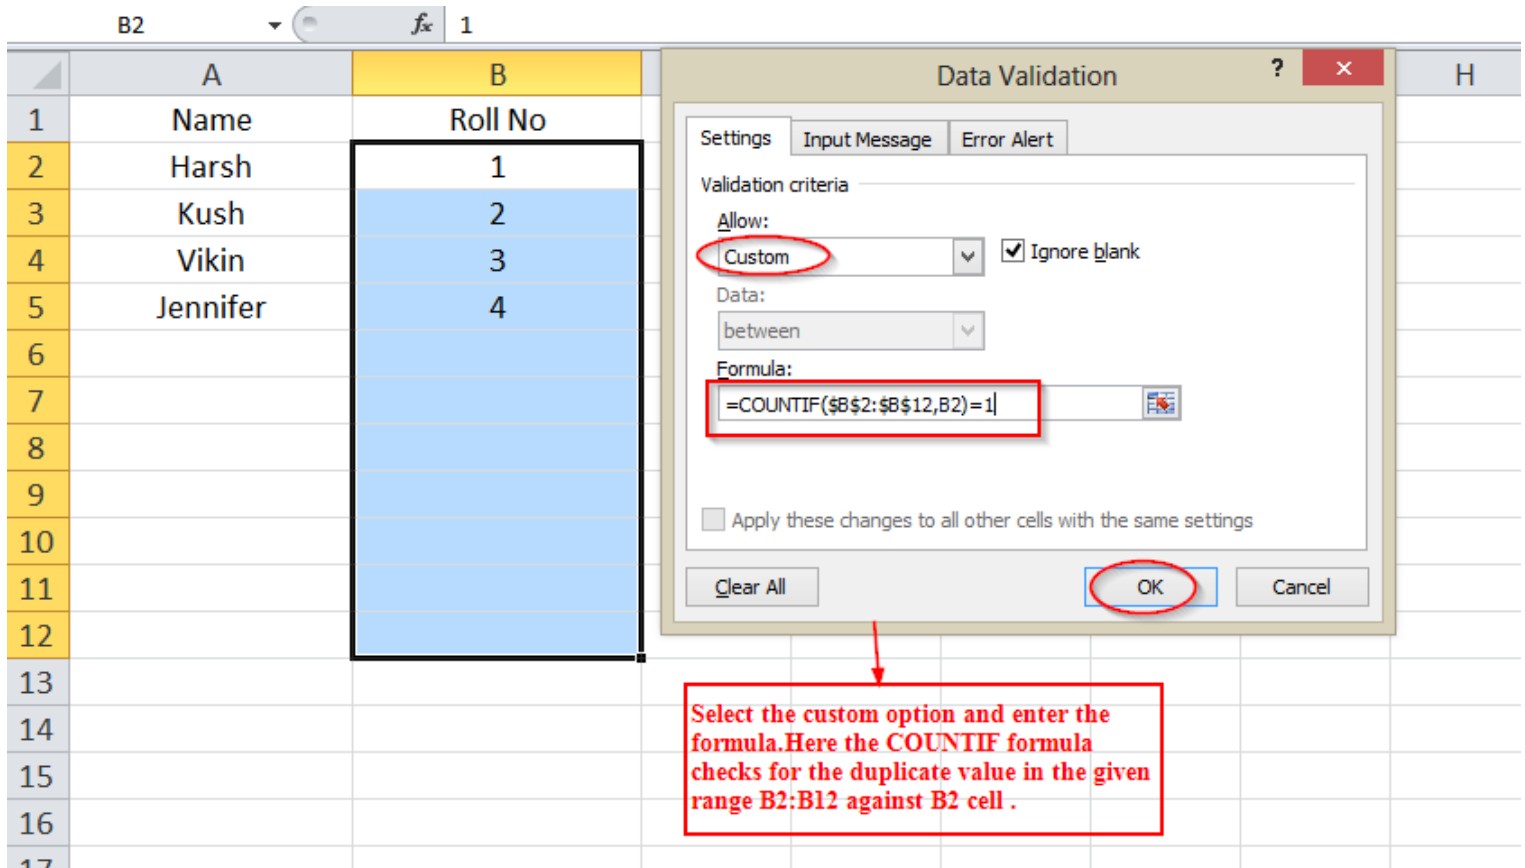 B2 fx 1
A B H
Data Validation ? ×
1 Name Roll No
2 Harsh 1
3 Kush 2
4 Vikin 3
5 Jennifer 4
6
7
8
9
10
11
12
13
14
15
16
17
Settings Input Message Error Alert
Validation criteria
Allow:
Custom Ignore blank
Data:
between
Formula:
=COUNTIF($B$2:$B$12,B2)=1
Apply these changes to all other cells with the same settings
Clear All OK Cancel
Select the custom option and enter the
formula.Here the COUNTIF formula
checks for the duplicate value in the given
range B2:B12 against B2 cell .